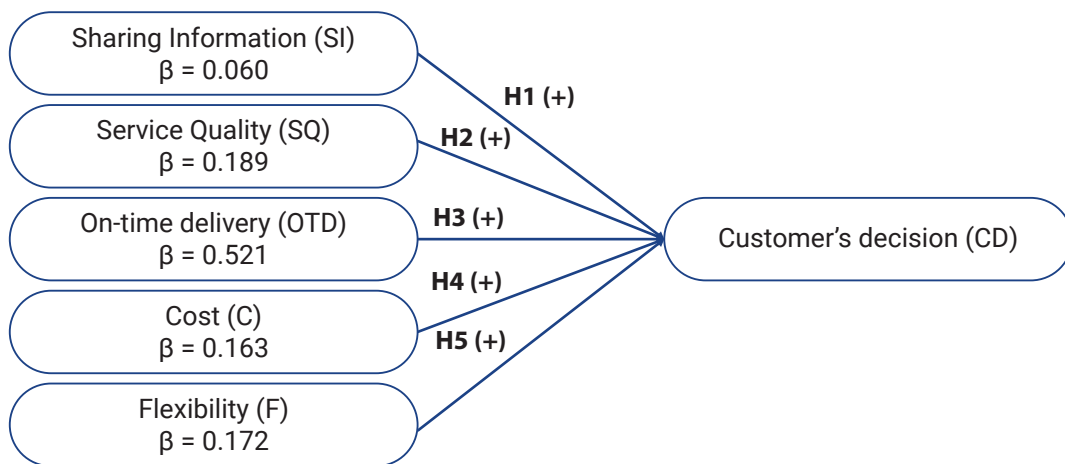 Sharing Information (SI)
β = 0.060
H1 (+)
Service Quality (SQ)
β = 0.189
H2 (+)
On-time delivery (OTD)
β = 0.521
H3 (+)
Customer's decision (CD)
Cost (C)
β = 0.163
H4 (+)
H5 (+)
Flexibility (F)
β = 0.172